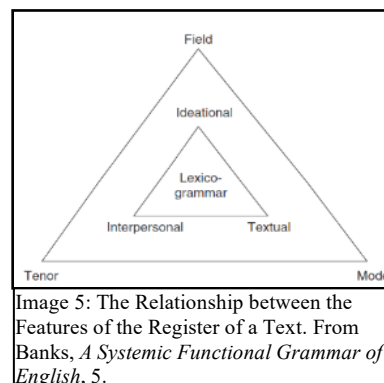 Field
Ideational
Lexico-
grammar
Interpersonal Textual
Tenor Mode
Image 5: The Relationship between the
Features of the Register of a Text. From
Banks, A Systemic Functional Grammar of
English, 5.